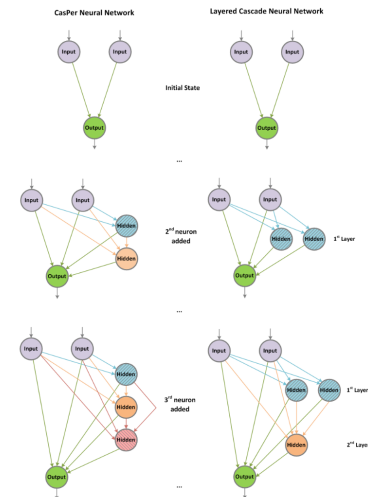 CasPer Neural Network
Layered Cascade Neural Network
Input
Input
Input
Input
Initial State
Output
Output
...
Input
Input
Input
Input
Hidden
2nd neuron
added
Hidden
Hidden
1st Layer
Hidden
Output
Output
...
Input
Input
Input
Input
Hidden
Hidden
Hidden
1st Layer
3rd neuron
added
Hidden
Hidden
Hidden
2nd Laye
Output
Output
...